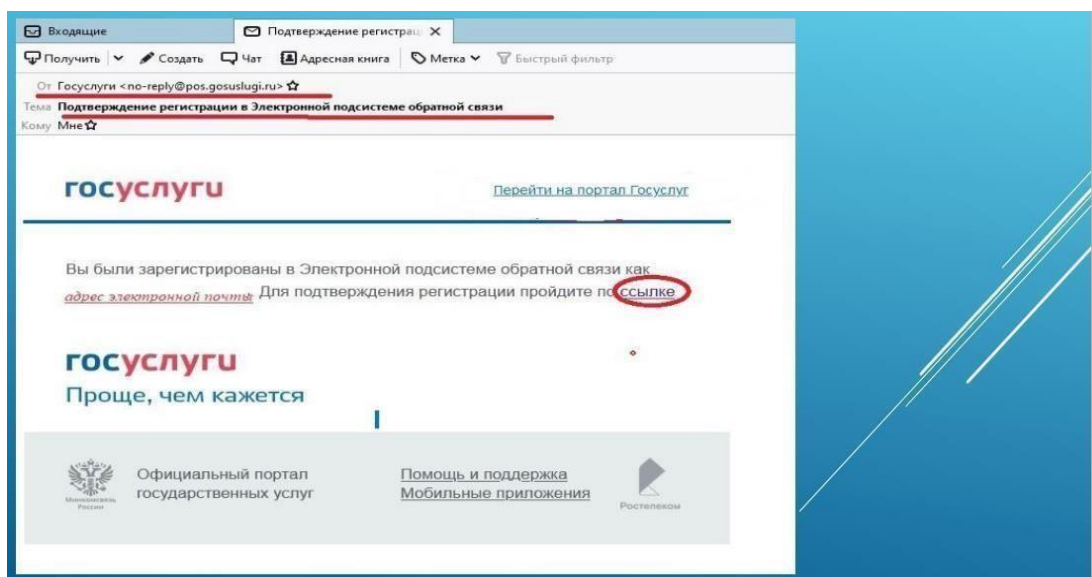 Входящие
Подтверждение регистрац
Получить
Создать
Чат
Адресная книга
Метка
Быстрый фильтр
От Госуслуги <no-reply@pos.gosuslugi.ru>
Тема Подтверждение регистрации в Электронной подсистеме обратной связи
Кому Мне
госуслуги
Перейти на портал Госуслуг
Вы были зарегистрированы в Электронной подсистеме обратной связи как
адрес электронной почты Для подтверждения регистрации пройдите по ссылке
госуслуги
Проще, чем кажется
Официальный портал
государственных услуг
Помощь и поддержка
Мобильные приложения
Минкомсвязь
России
Ростелеком